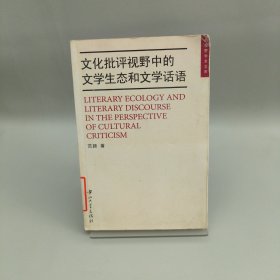 文化批评视野中的
文学生态和文学话语
LITERARY ECOLOGY AND
LITERARY DISCOURSE
IN THE PERSPECTIVE
OF CULTURAL
CRITICISM
著